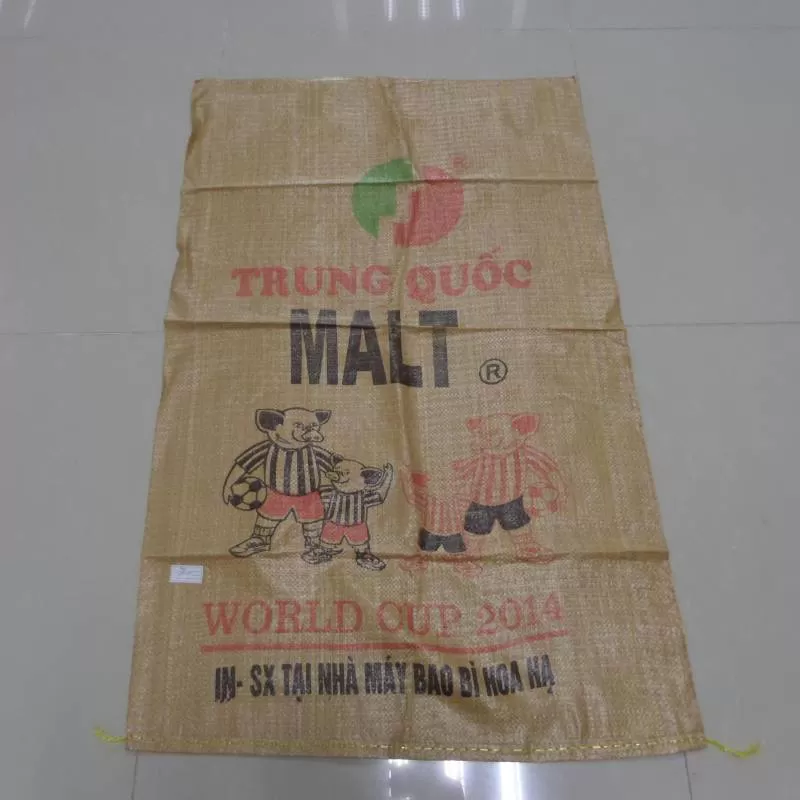 ®
TRUNG QUỐC
MALT ®
WORLD CUP 2014
IN- SX TẠI NHÀ MÁY BAO BÌ HOA HẠ